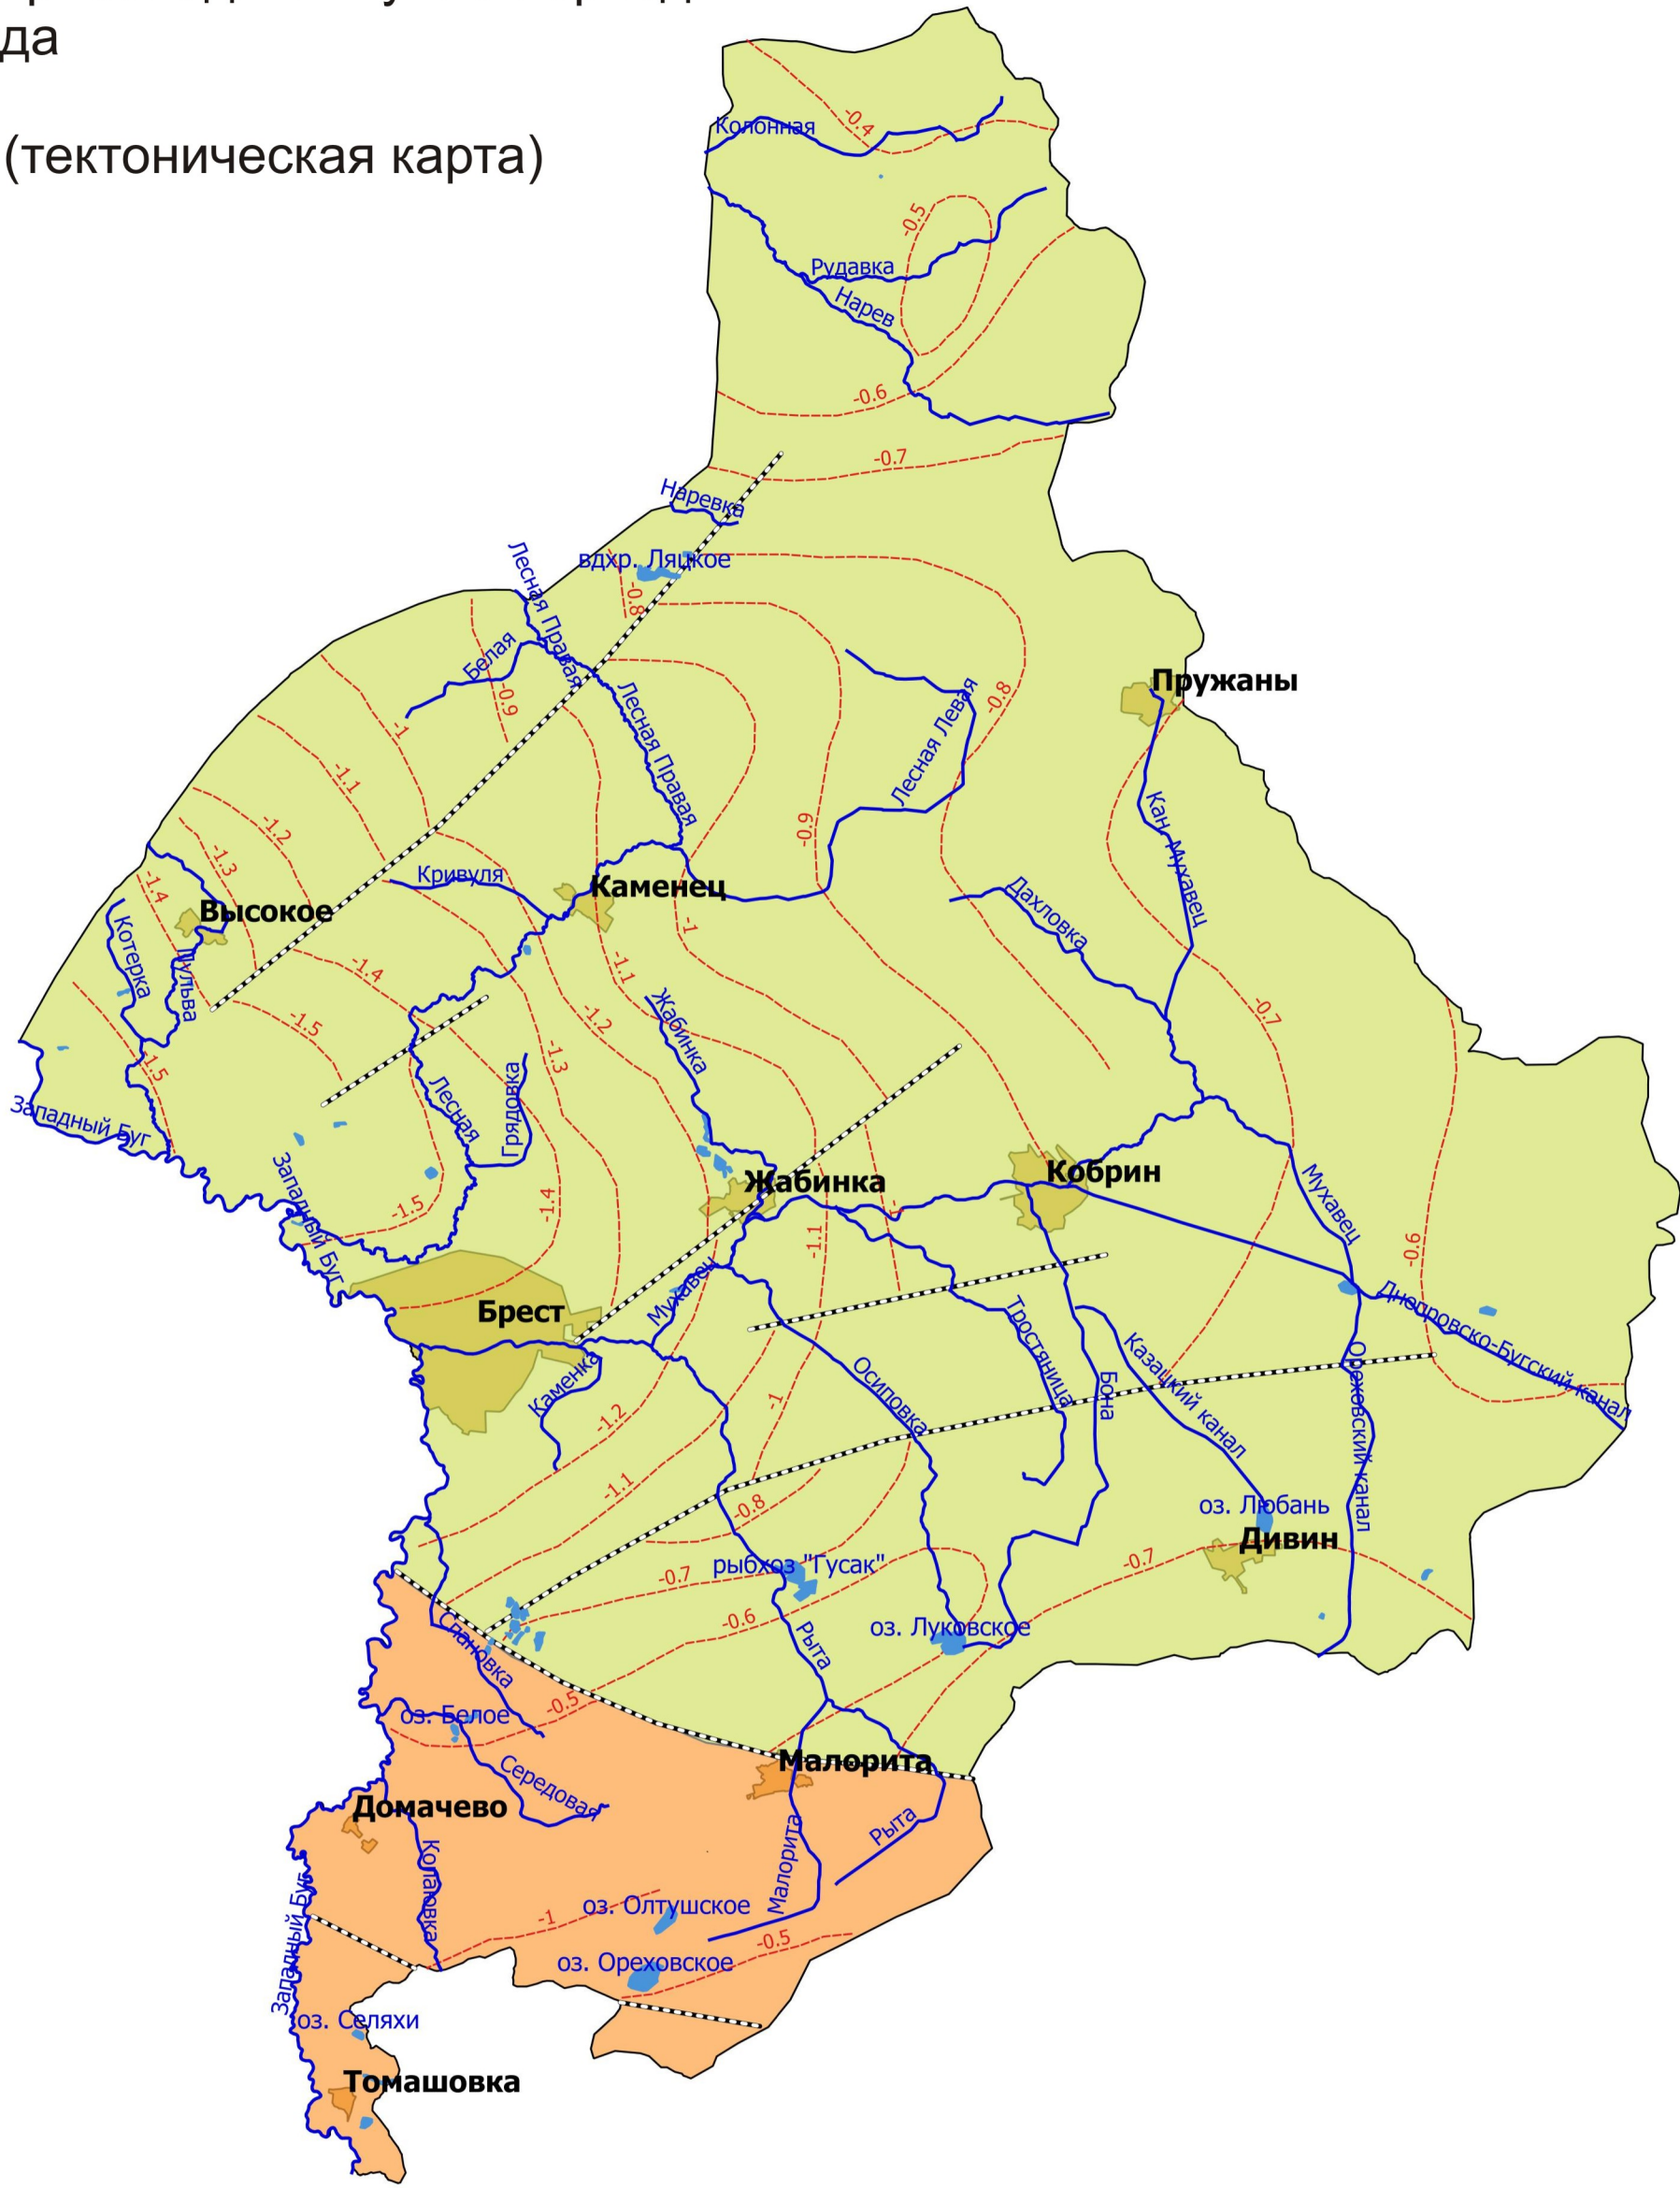 да
(тектоническая карта)
Колонная
-0.4
-0.5
Рудавка
Нарев
-0.6
-0.7
Наревка
вдхр. Ляцкое
Лесная Правая
-0.8
Белая
-0.9
Лесная Правая
Лесная Левая
-0.8
Пружаны
-1
-1.1
-1.2
-1.3
-1.4
-0.9
Кан. Мухавец
Кривуля
Каменец
Высокое
Котерка
Пульва
-1
Дахловка
-1.4
-1.1
-1.5
-1.2
Жабинка
-0.7
-1.5
-1.3
Лесная
Грядовка
Западный Буг
Западный Буг
Жабинка
Кобрин
-1.5
-1.4
-1
-1.1
Мухавец
-0.6
Мухавец
Брест
Днепровско-Бугский канал
Тростяница
Казацкий канал
Каменка
Осиповка
Бона
Ореховский канал
-1.2
-1
-1.1
-0.8
оз. Любань
Дивин
рыбхоз "Гусак"
-0.7
-0.7
-0.6
оз. Луковское
Спановка
Рыта
-0.5
оз. Белое
Малорита
Середовая
Домачево
Рыта
Малорита
Копаювка
оз. Олтушское
-1
-0.5
оз. Ореховское
Западный Буг
оз. Селяхи
Томашовка